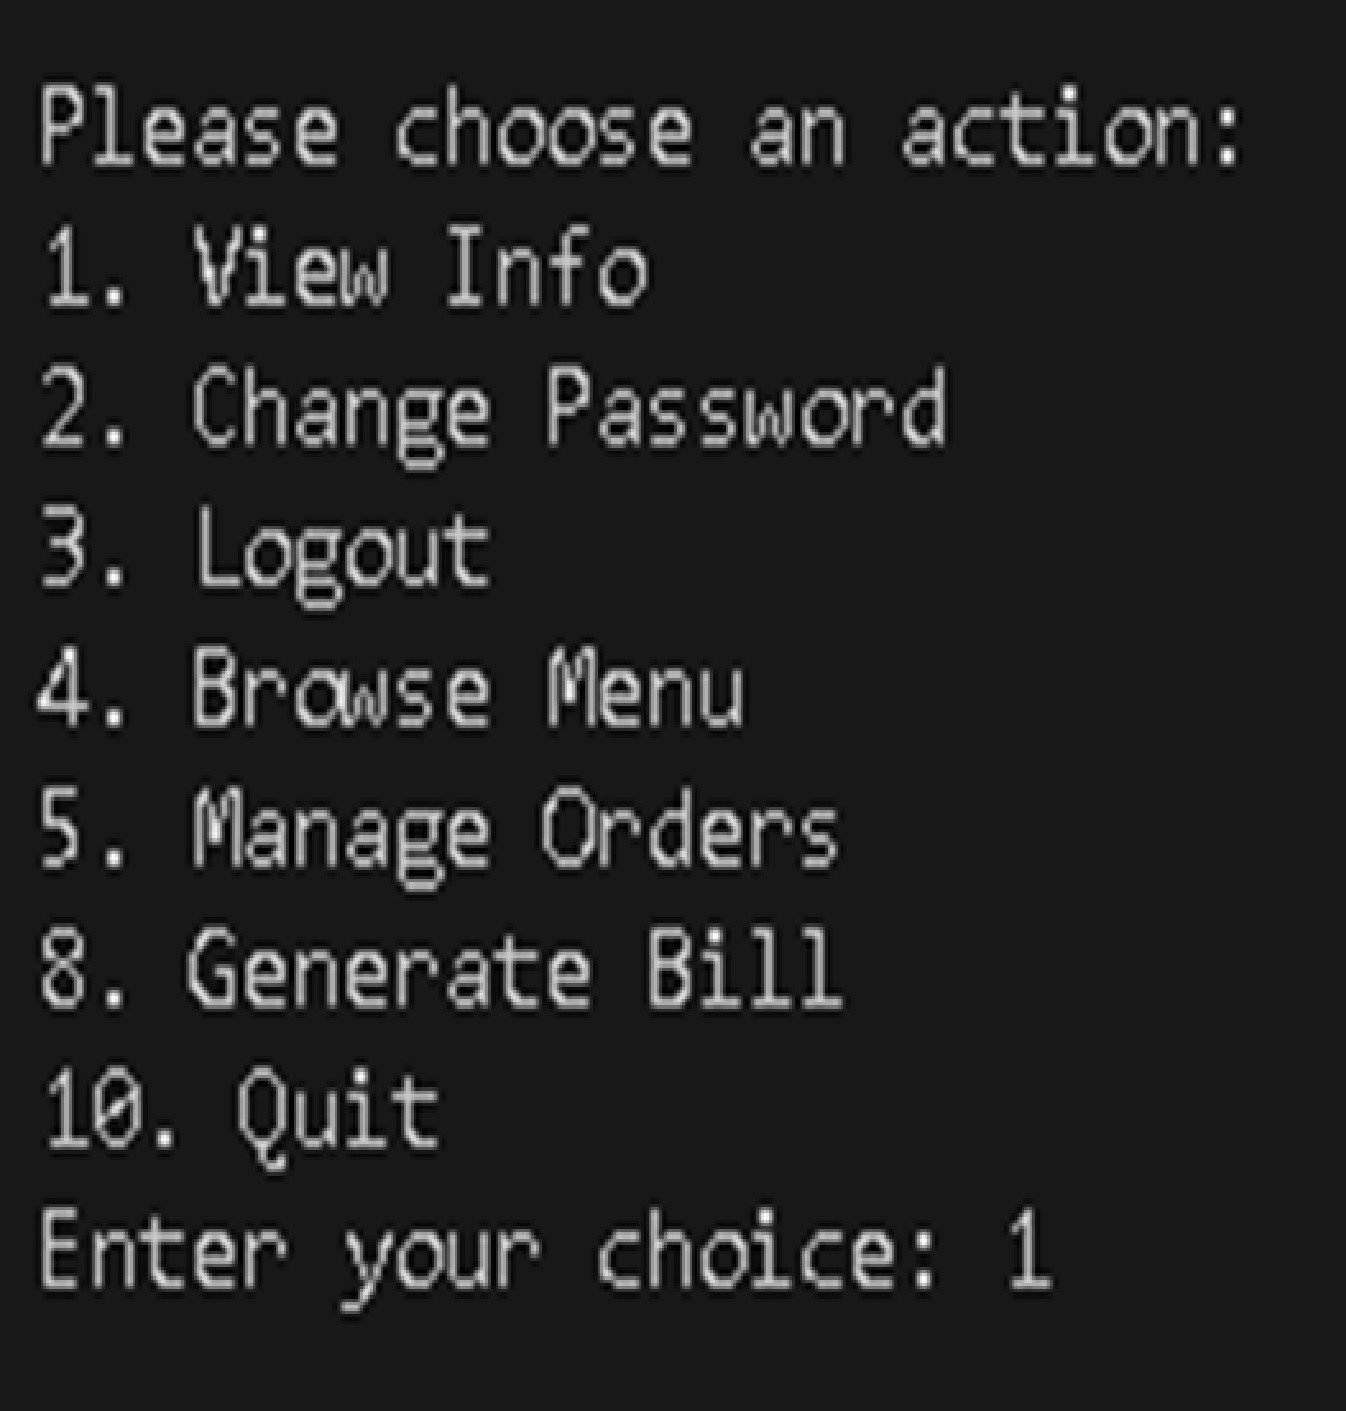 Please choose an action:
1. View Info
2. Change Password
3. Logout
4. Browse Menu
5. Manage Orders
8. Generate Bill
10. Quit
Enter your choice: 1